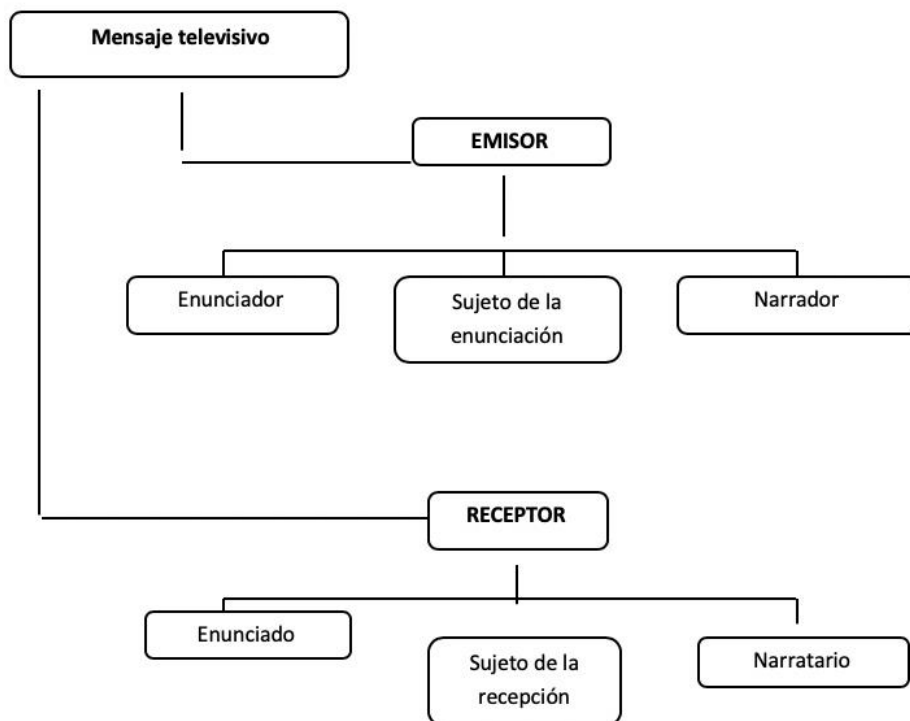 Mensaje televisivo
EMISOR
Enunciador
Sujeto de la
enunciación
Narrador
RECEPTOR
Enunciado
Sujeto de la
recepción
Narratario